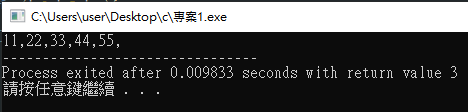 C:\Users\user\Desktop\c\專案1.exe
11,22,33,44,55,
--------------------------------
Process exited after 0.009833 seconds with return value 3
請按任意鍵繼續 . . .